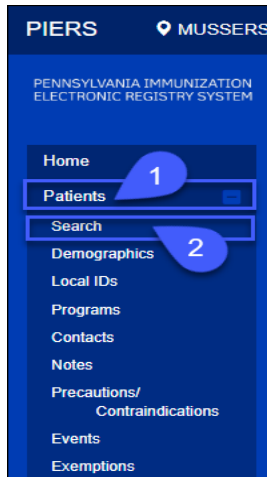 PIERS MUSSERS
PENNSYLVANIA IMMUNIZATION
ELECTRONIC REGISTRY SYSTEM
Home
1
Patients
Search
2
Demographics
Local IDs
Programs
Contacts
Notes
Precautions/
Contraindications
Events
Exemptions